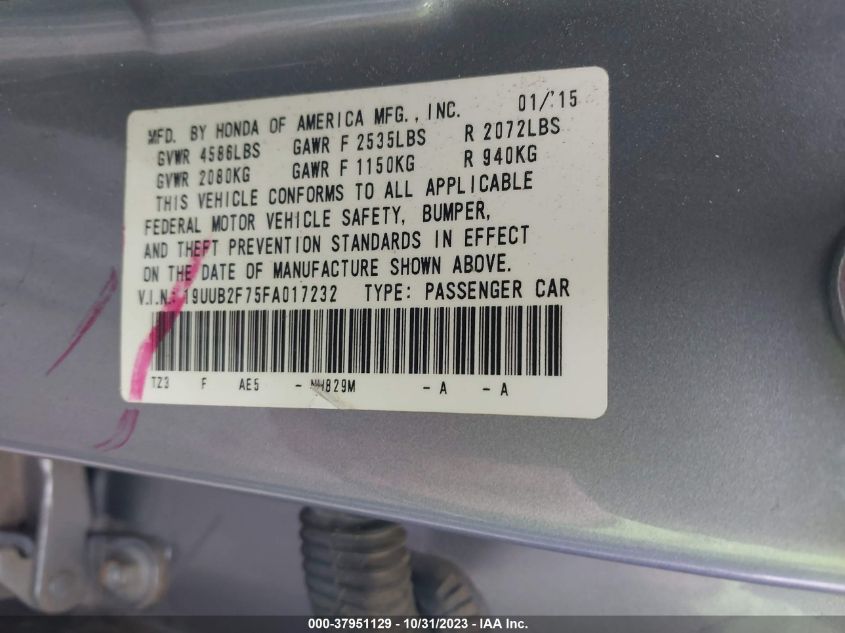 MFD. BY HONDA OF AMERICA MFG., INC. 01/'15
GVWR 4586LBS GAWR F 2535LBS R 2072LBS
GVWR 2080KG GAWR F 1150KG R 940KG
THIS VEHICLE CONFORMS TO ALL APPLICABLE
FEDERAL MOTOR VEHICLE SAFETY, BUMPER,
AND THEFT PREVENTION STANDARDS IN EFFECT
ON THE DATE OF MANUFACTURE SHOWN ABOVE.
V.I.N.: 19UUB2F75FA017232 TYPE: PASSENGER CAR
TZ3 F AE5 - NH829M - A - A
000-37951129 - 10/31/2023 - IAA Inc.